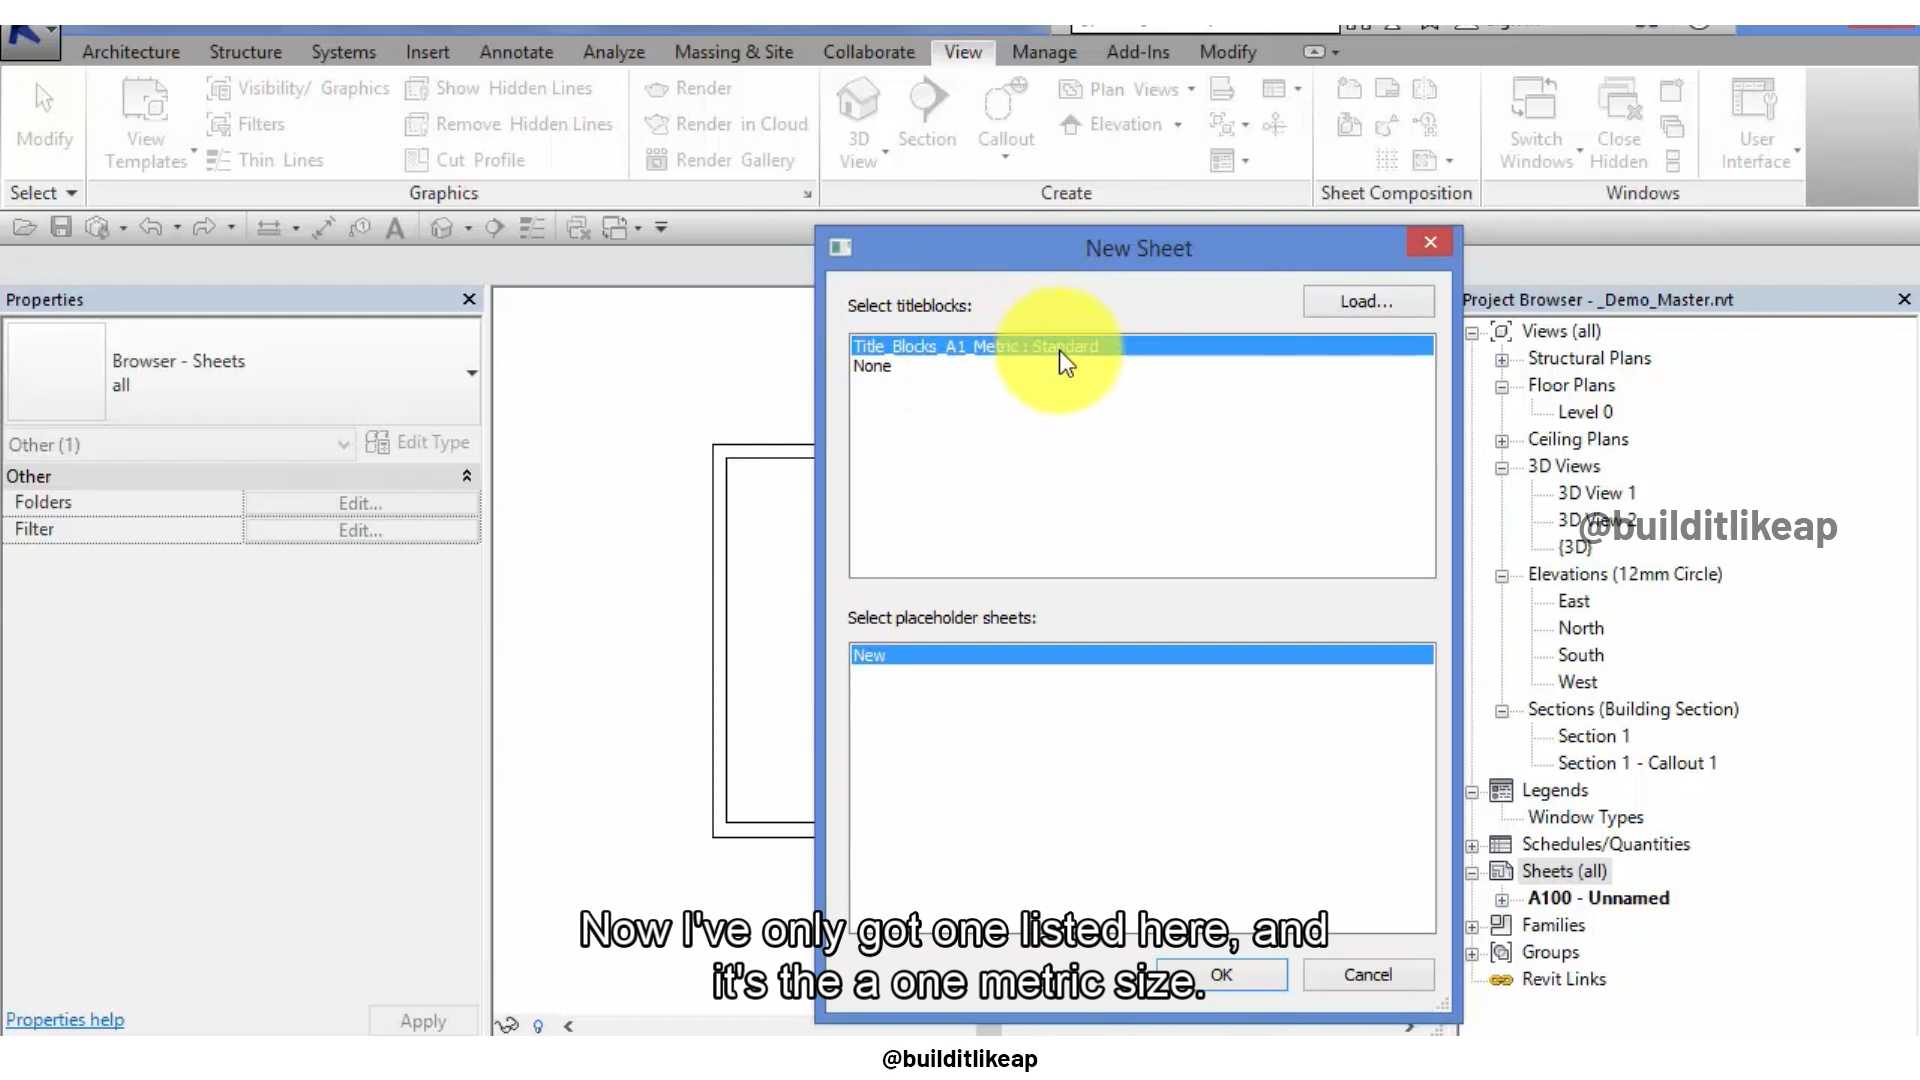 Architecture Structure Systems Insert Annotate Analyze Massing & Site Collaborate View Manage Add-Ins Modify
Modify
View
Templates
Visibility/ Graphics
Filters
Thin Lines
Show Hidden Lines
Remove Hidden Lines
Cut Profile
Render
Render in Cloud
Render Gallery
3D
View
Section
Callout
Plan Views
Elevation
Switch
Windows
Close
Hidden
User
Interface
Select Graphics Create Sheet Composition Windows
A
Properties
Browser - Sheets
all
Other (1)
Edit Type
Other
Folders Edit...
Filter Edit...
Properties help
Apply
New Sheet
Select titleblocks:
Load...
Title_Blocks_A1_Metric : Standard
None
Select placeholder sheets:
New
OK
Cancel
Project Browser - _Demo_Master.rvt
Views (all)
Structural Plans
Floor Plans
Level 0
Ceiling Plans
3D Views
3D View 1
3D View 2
{3D}
Elevations (12mm Circle)
East
North
South
West
Sections (Building Section)
Section 1
Section 1 - Callout 1
Legends
Window Types
Schedules/Quantities
Sheets (all)
A100 - Unnamed
Families
Groups
Revit Links
@builditlikeap
Now I've only got one listed here, and
it's the a one metric size.
@builditlikeap